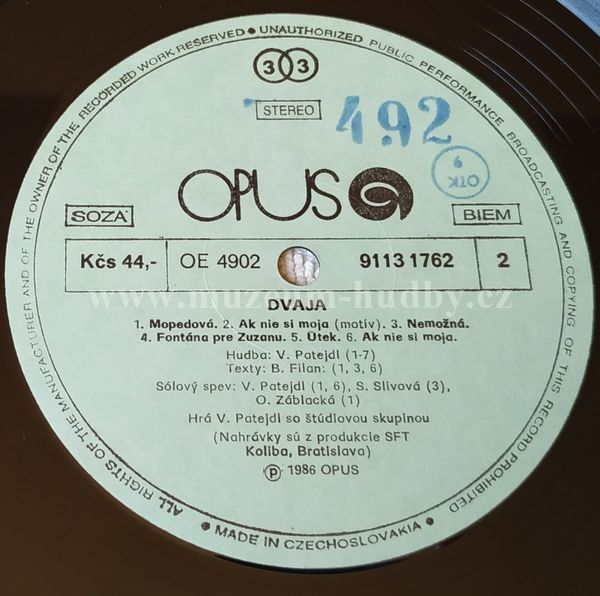 ALL RIGHTS OF THE MANUFACTURER AND OF THE OWNER OF THE RECORDED WORK RESERVED ● UNAUTHORIZED PUBLIC PERFORMANCE BROADCASTING AND COPYING OF THIS RECORD PROHIBITED
33
STEREO
492
OTK
9
OPUS
SOZA
BIEM
Kčs 44,- OE 4902 9113 1762 2
www.muzeum-hudby.cz
DVAJA
1. Mopedová. 2. Ak nie si moja (motív). 3. Nemožná.
4. Fontána pre Zuzanu. 5. Útek. 6. Ak nie si moja.
Hudba: V. Patejdl (1-7)
Texty: B. Filan: (1, 3, 6)
Sólový spev: V. Patejdl (1, 6), S. Slivová (3),
O. Záblacká (1)
Hrá V. Patejdl so štúdiovou skupinou
(Nahrávky sú z produkcie SFT
Koliba, Bratislava)
Ⓟ 1986 OPUS
● MADE IN CZECHOSLOVAKIA ●